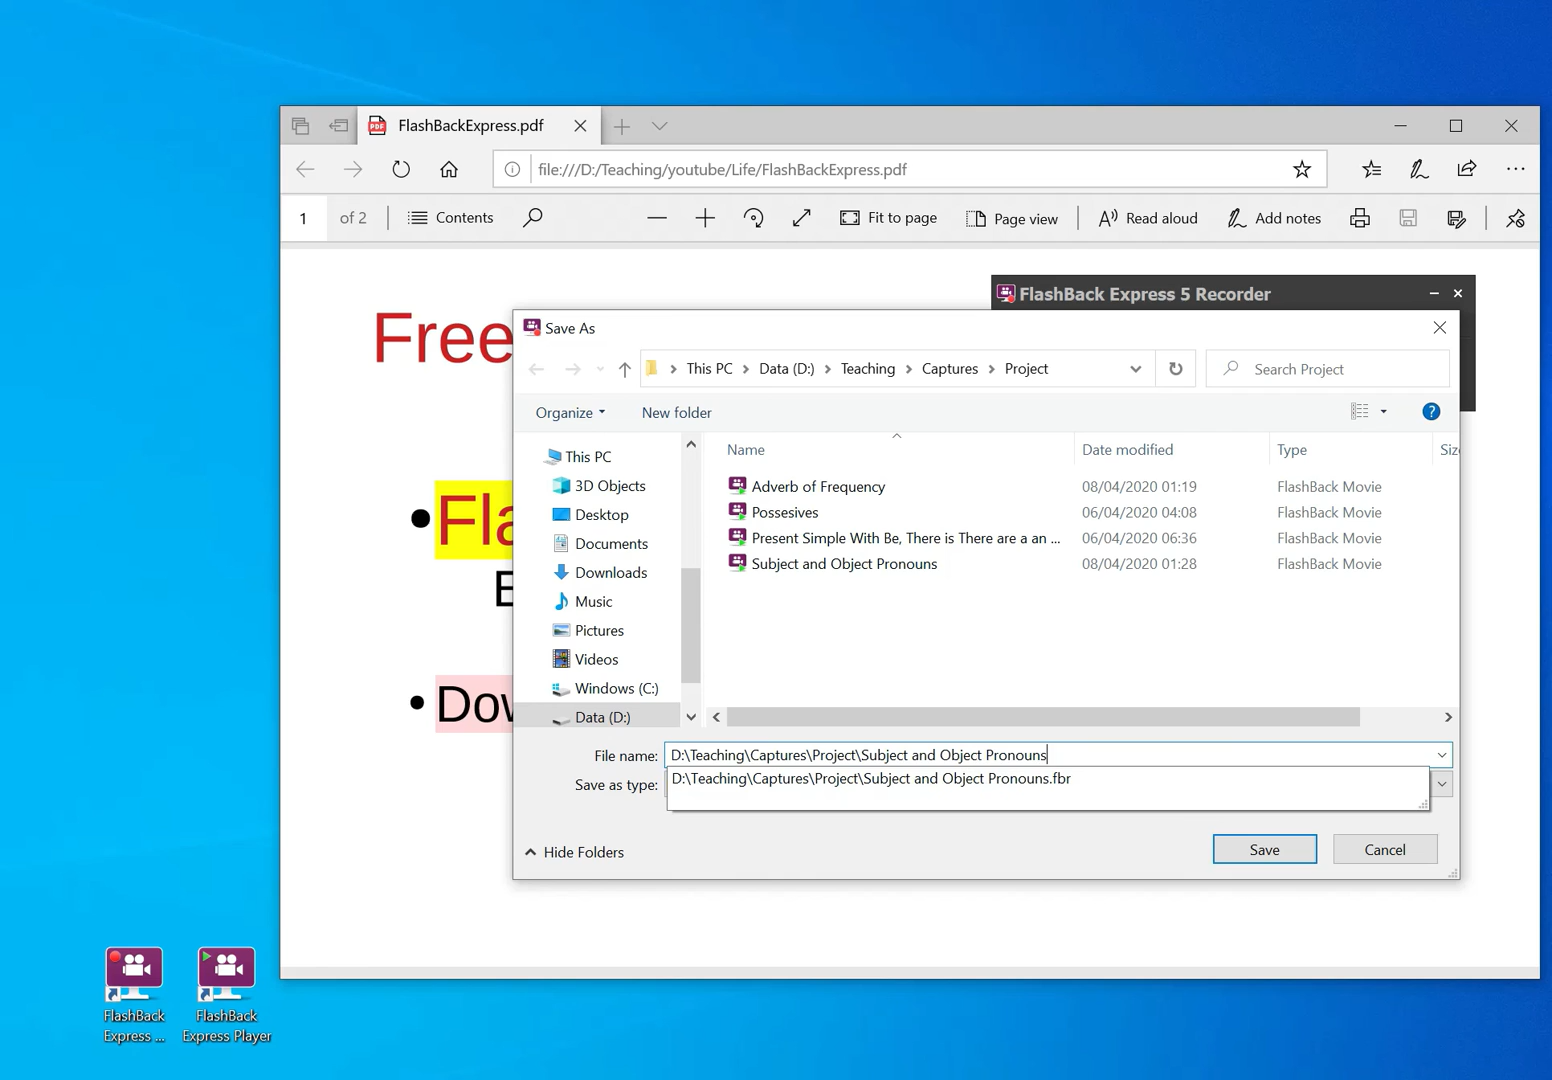 FlashBackExpress.pdf
file:///D:/Teaching/youtube/Life/FlashBackExpress.pdf
1 of 2 Contents Fit to page Page view Read aloud Add notes
FlashBack Express 5 Recorder
Free
Save As
This PC Data (D:) Teaching Captures Project Search Project
Organize New folder
Name Date modified Type
This PC
3D Objects
Desktop
Documents
Downloads
Music
Pictures
Videos
Windows (C:)
Data (D:)
Adverb of Frequency 08/04/2020 01:19 FlashBack Movie
Possesives 06/04/2020 04:08 FlashBack Movie
Present Simple With Be, There is There are a an ... 06/04/2020 06:36 FlashBack Movie
Subject and Object Pronouns 08/04/2020 01:28 FlashBack Movie
File name: D:\Teaching\Captures\Project\Subject and Object Pronouns
D:\Teaching\Captures\Project\Subject and Object Pronouns.fbr
Save as type:
Hide Folders Save Cancel
FlashBack Express ...
FlashBack Express Player